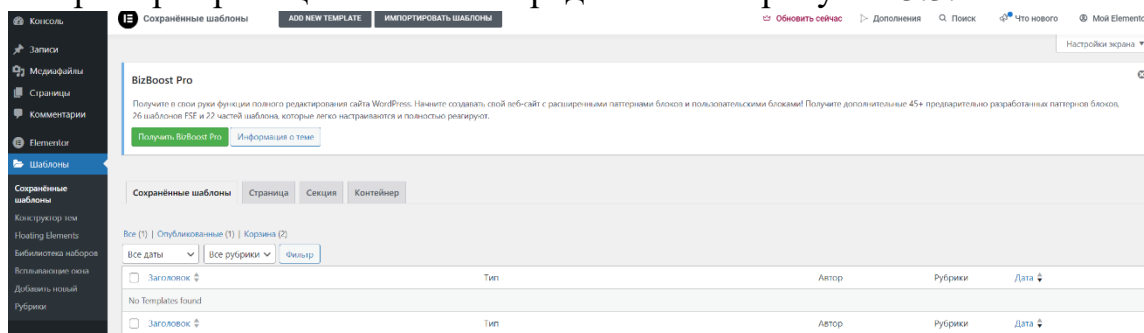 Консоль
Сохранённые шаблоны
ADD NEW TEMPLATE
ИМПОРТИРОВАТЬ ШАБЛОНЫ
Обновить сейчас
Дополнения
Поиск
Что нового
Мой Elemento
Настройки экрана
Записи
Медиафайлы
Страницы
Комментарии
Elementor
Шаблоны
Сохранённые шаблоны
Конструктор тем
Floating Elements
Бибилиотека наборов
Всплывающие окна
Добавить новый
Рубрики
BizBoost Pro
Получите в свои руки функции полного редактирования сайта WordPress. Начните создавать свой веб-сайт с расширенными паттернами блоков и пользовательскими блоками! Получите дополнительные 45+ предварительно разработанных паттернов блоков,
26 шаблонов FSE и 22 частей шаблона, которые легко настраиваются и полностью реагируют.
Получить BizBoost Pro
Информация о теме
Сохранённые шаблоны
Страница
Секция
Контейнер
Все (1) | Опубликованные (1) | Корзина (2)
Все даты
Все рубрики
Фильтр
Заголовок
Тип
Автор
Рубрики
Дата
No Templates found
Заголовок
Тип
Автор
Рубрики
Дата